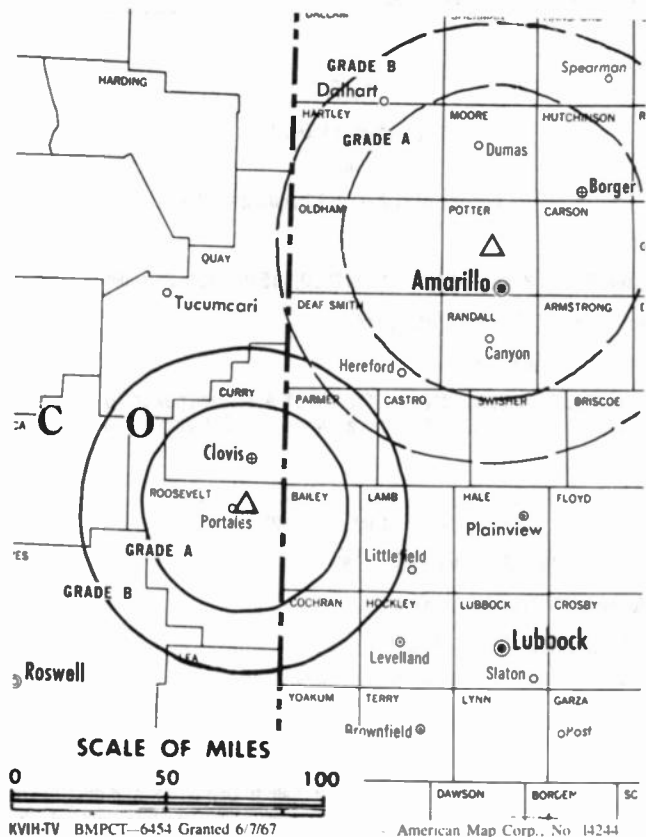 DALLAM
GRADE B
Spearman
HARDING
Dalhart
HARTLEY
MOORE
HUTCHINSON
R
GRADE A
Dumas
Borger
OLDHAM
POTTER
CARSON
QUAY
Tucumcari
Amarillo
DEAF SMITH
ARMSTRONG
RANDALL
Canyon
Hereford
CURRY
PARMER
CASTRO
SWISHER
BRISCOE
CA
C
O
Clovis
ROOSEVELT
BAILEY
LAMB
HALE
FLOYD
Portales
Plainview
GRADE A
Littlefield
GRADE B
COCHRAN
HOCKLEY
LUBBOCK
CROSBY
Levelland
Lubbock
LEA
Roswell
Slaton
YOAKUM
TERRY
LYNN
GARZA
Brownfield
Post
SCALE OF MILES
0 50 100
DAWSON
BORDEN
SC
KVIH-TV BMPCT—6454 Granted 6/7/67
American Map Corp., No. 14244